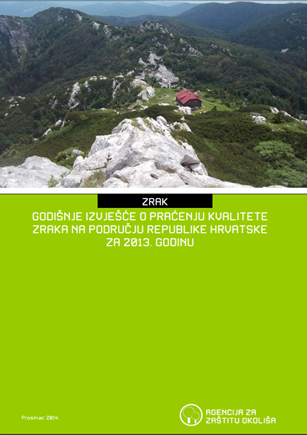 ZRAK
GODIŠNJE IZVJEŠĆE O PRAĆENJU KVALITETE
ZRAKA NA PODRUČJU REPUBLIKE HRVATSKE
ZA 2013. GODINU
Prosinac 2014.
AGENCIJA ZA
ZAŠTITU OKOLIŠA